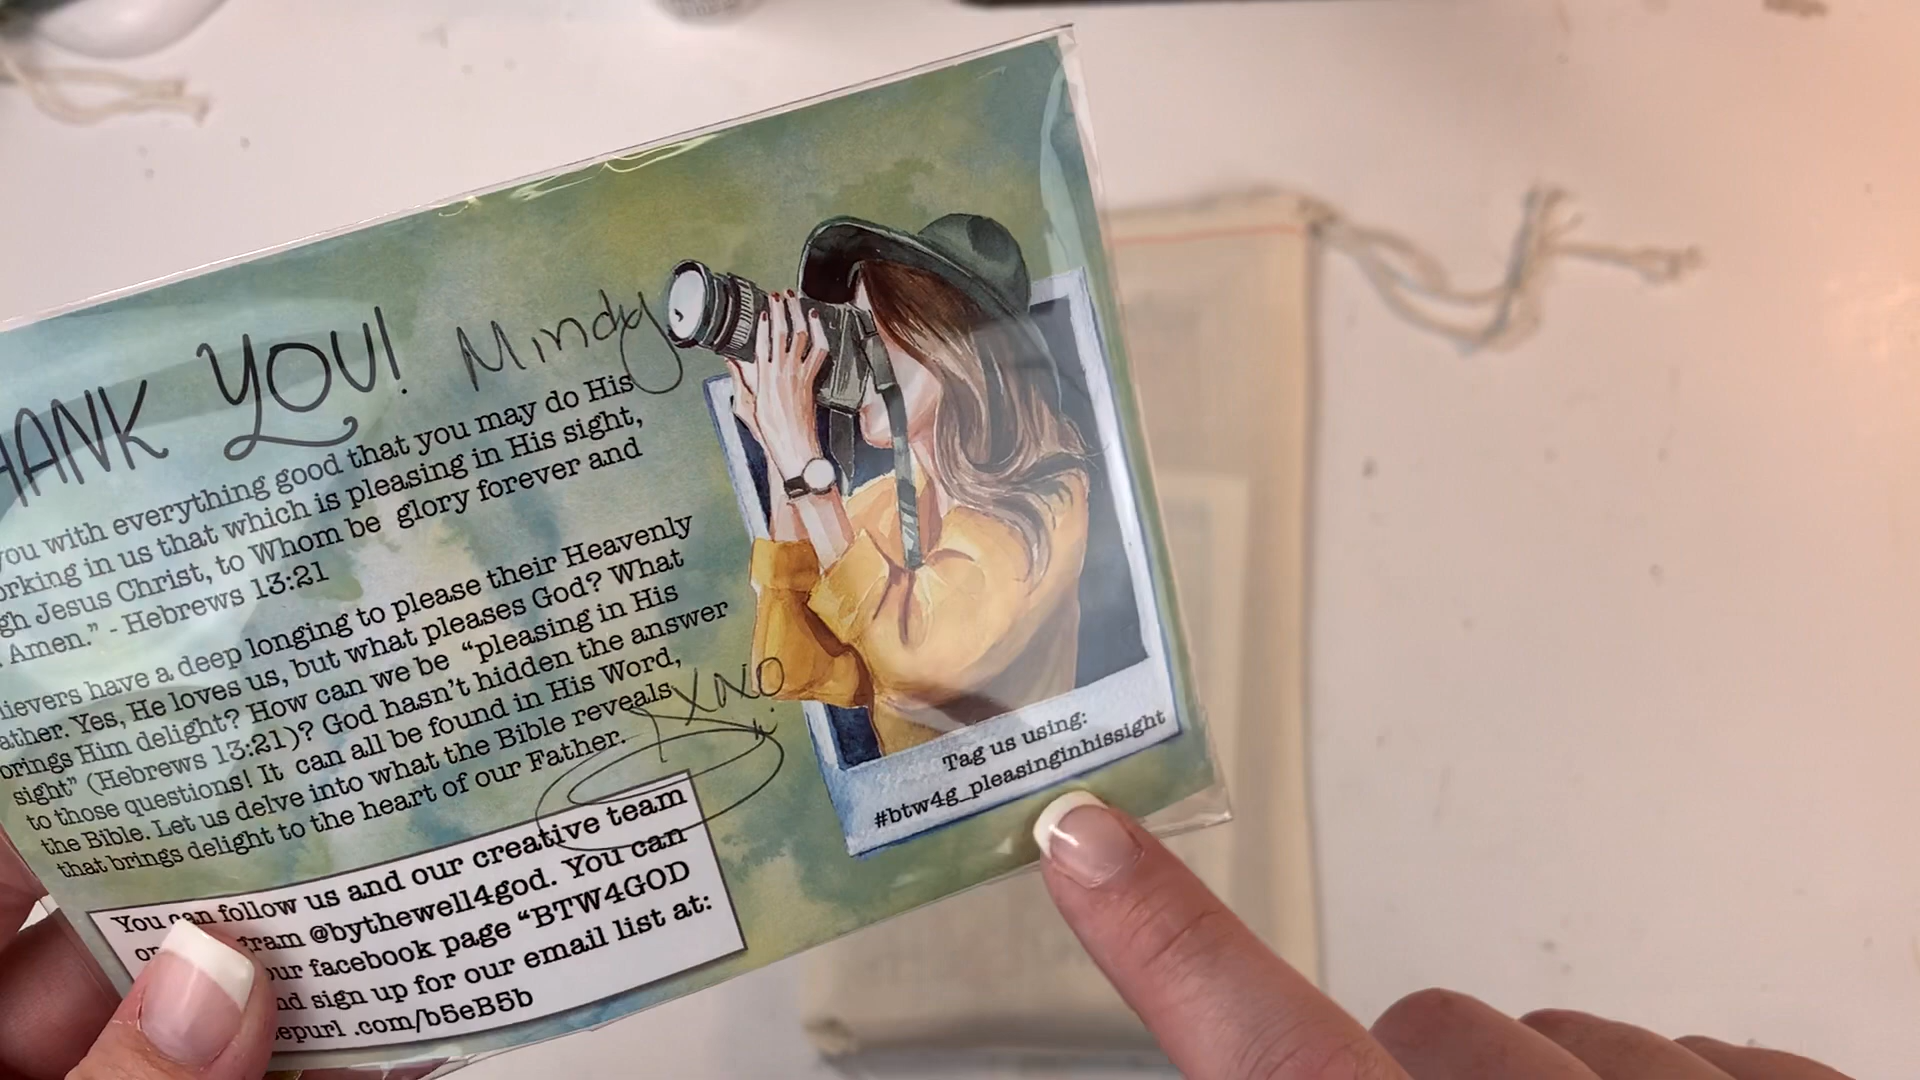 HANK YOU! Mindy
you with everything good that you may do His
orking in us that which is pleasing in His sight,
gh Jesus Christ, to Whom be glory forever and
Amen.” - Hebrews 13:21
lievers have a deep longing to please their Heavenly
ather. Yes, He loves us, but what pleases God? What
brings Him delight? How can we be “pleasing in His
sight” (Hebrews 13:21)? God hasn’t hidden the answer
to those questions! It can all be found in His Word,
the Bible. Let us delve into what the Bible reveals
that brings delight to the heart of our Father.
XNO
You can follow us and our creative team
on gram @bythewell4god. You can
our facebook page “BTW4GOD
nd sign up for our email list at:
epurl .com/b5eB5b
Tag us using:
#btw4g_pleasinginhissight